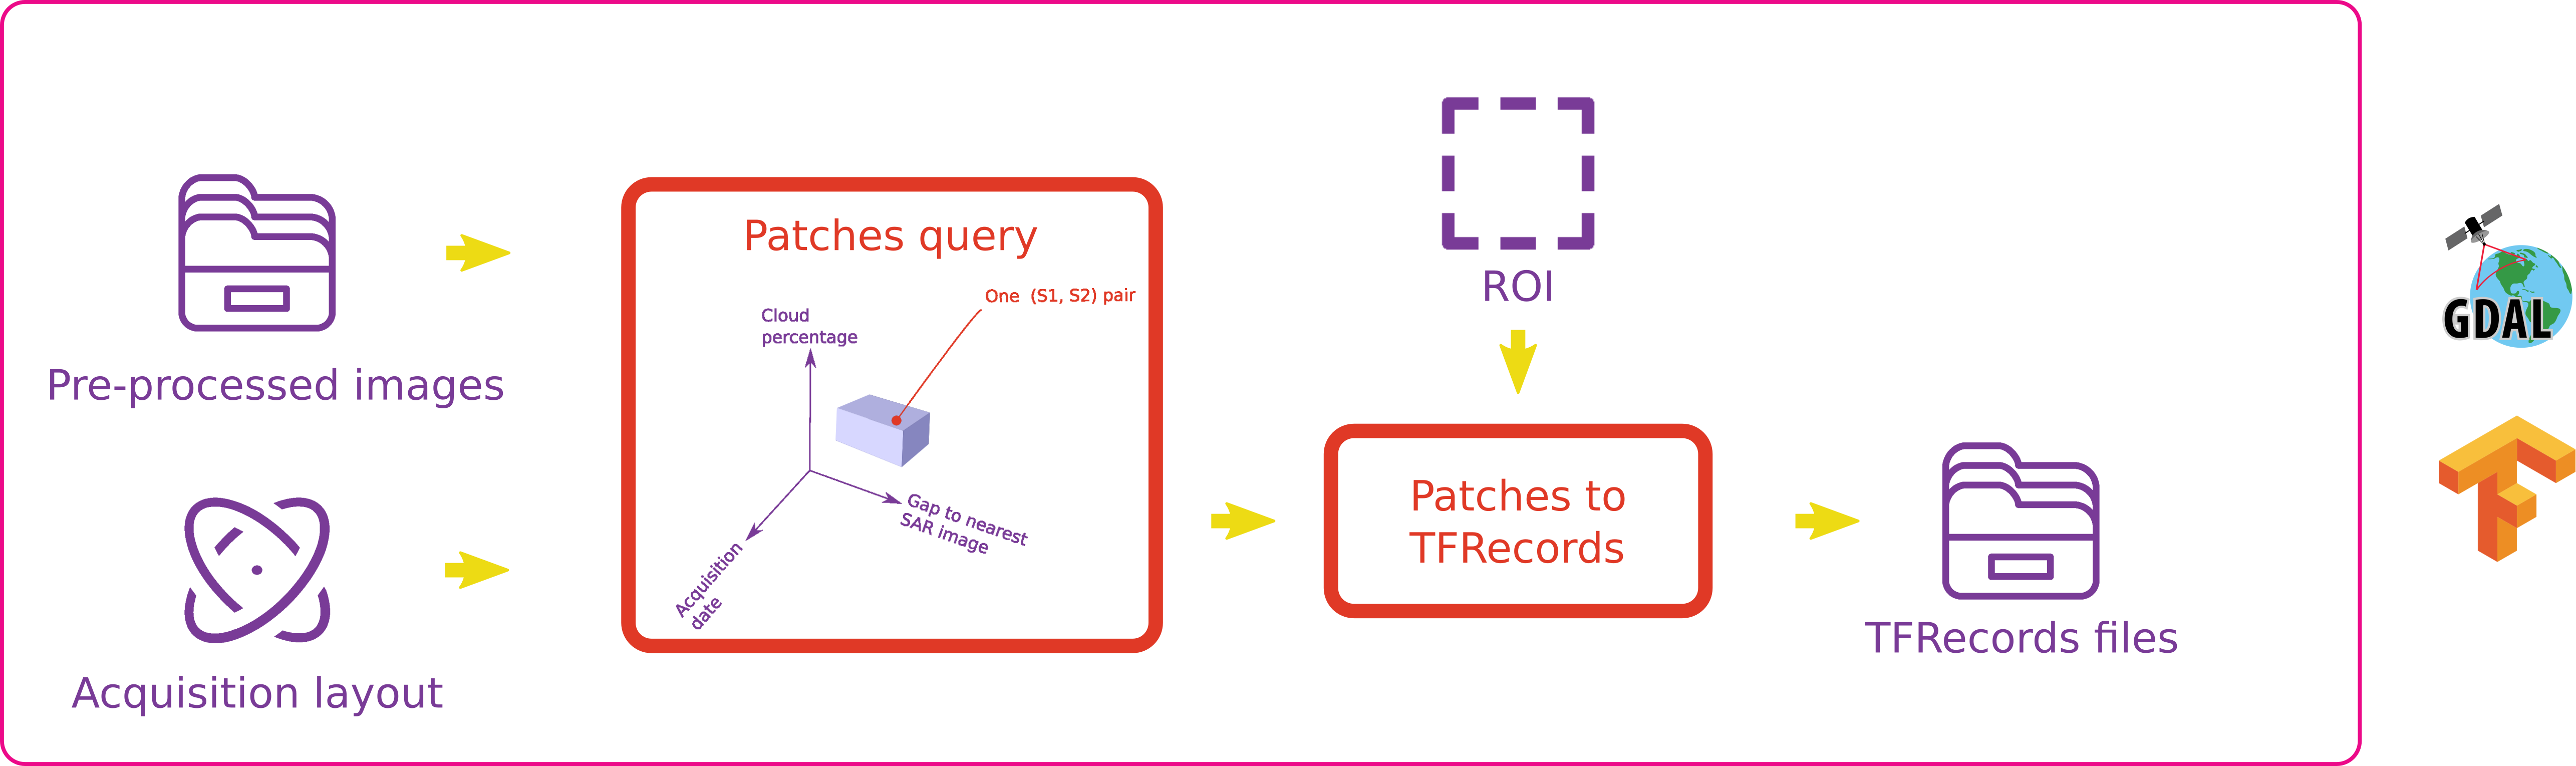 Pre-processed images
Acquisition layout
Patches query
One (S1, S2) pair
Cloud
percentage
Gap to nearest
SAR image
Acquisition
date
ROI
Patches to
TFRecords
TFRecords files
GDAL